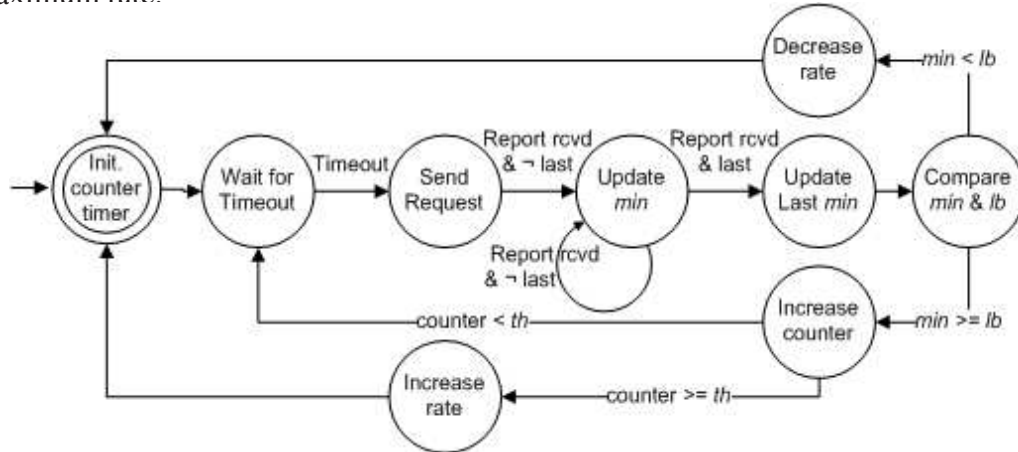 Decrease
rate
min < lb
Init.
counter
timer
Wait for
Timeout
Timeout
Send
Request
Report rcvd
& ¬ last
Update
min
Report rcvd
& last
Update
Last min
Compare
min & lb
Report rcvd
& ¬ last
counter < th
Increase
counter
min >= lb
Increase
rate
counter >= th